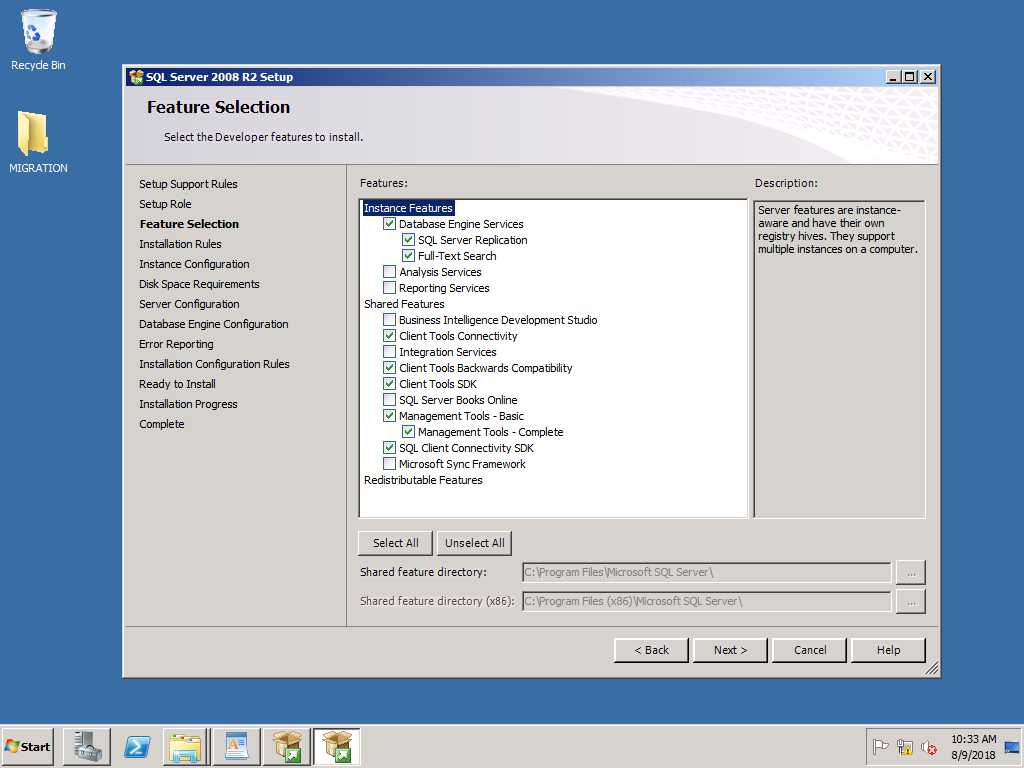 Recycle Bin
MIGRATION
SQL Server 2008 R2 Setup
Feature Selection
Select the Developer features to install.
Setup Support Rules
Setup Role
Feature Selection
Installation Rules
Instance Configuration
Disk Space Requirements
Server Configuration
Database Engine Configuration
Error Reporting
Installation Configuration Rules
Ready to Install
Installation Progress
Complete
Features:
Instance Features
Database Engine Services
SQL Server Replication
Full-Text Search
Analysis Services
Reporting Services
Shared Features
Business Intelligence Development Studio
Client Tools Connectivity
Integration Services
Client Tools Backwards Compatibility
Client Tools SDK
SQL Server Books Online
Management Tools - Basic
Management Tools - Complete
SQL Client Connectivity SDK
Microsoft Sync Framework
Redistributable Features
Description:
Server features are instance-
aware and have their own
registry hives. They support
multiple instances on a computer.
Select All
Unselect All
Shared feature directory:
C:\Program Files\Microsoft SQL Server\
...
Shared feature directory (x86):
C:\Program Files (x86)\Microsoft SQL Server\
...
< Back
Next >
Cancel
Help
Start
10:33 AM
8/9/2018